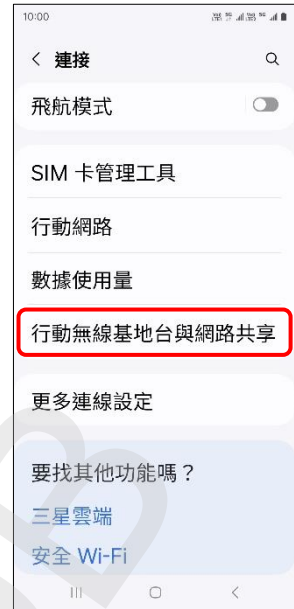 10:00
連接
飛航模式
SIM 卡管理工具
行動網路
數據使用量
行動無線基地台與網路共享
更多連線設定
要找其他功能嗎？
三星雲端
安全 Wi-Fi